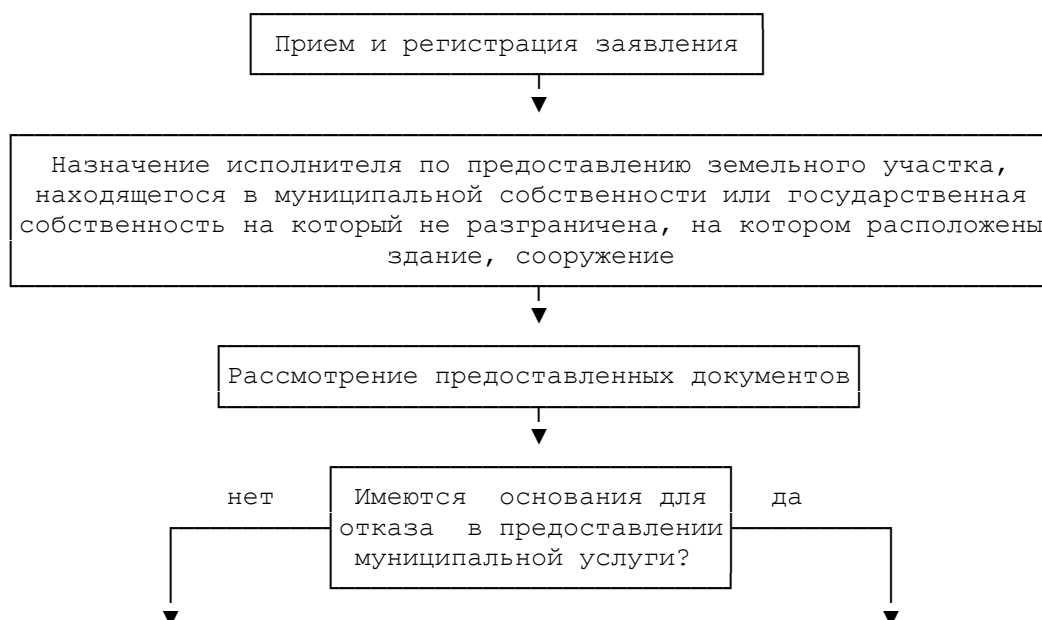 Прием и регистрация заявления
Назначение исполнителя по предоставлению земельного участка,
находящегося в муниципальной собственности или государственная
собственность на который не разграничена, на котором расположены
здание, сооружение
Рассмотрение предоставленных документов
нет Имеются основания для да
отказа в предоставлении
муниципальной услуги?